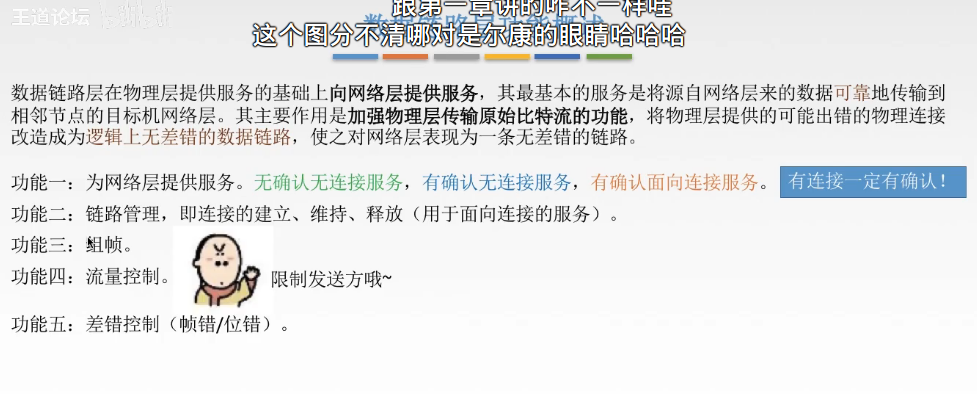 王道论坛
跟第一章讲的咋不一样哇
数据链路层功能概述
这个图分不清哪对是尔康的眼睛哈哈哈
数据链路层在物理层提供服务的基础上向网络层提供服务，其最基本的服务是将源自网络层来的数据可靠地传输到
相邻节点的目标机网络层。其主要作用是加强物理层传输原始比特流的功能，将物理层提供的可能出错的物理连接
改造成为逻辑上无差错的数据链路，使之对网络层表现为一条无差错的链路。
功能一：为网络层提供服务。无确认无连接服务，有确认无连接服务，有确认面向连接服务。 有连接一定有确认！
功能二：链路管理，即连接的建立、维持、释放（用于面向连接的服务）。
功能三：组帧。
功能四：流量控制。 限制发送方哦~
功能五：差错控制（帧错/位错）。